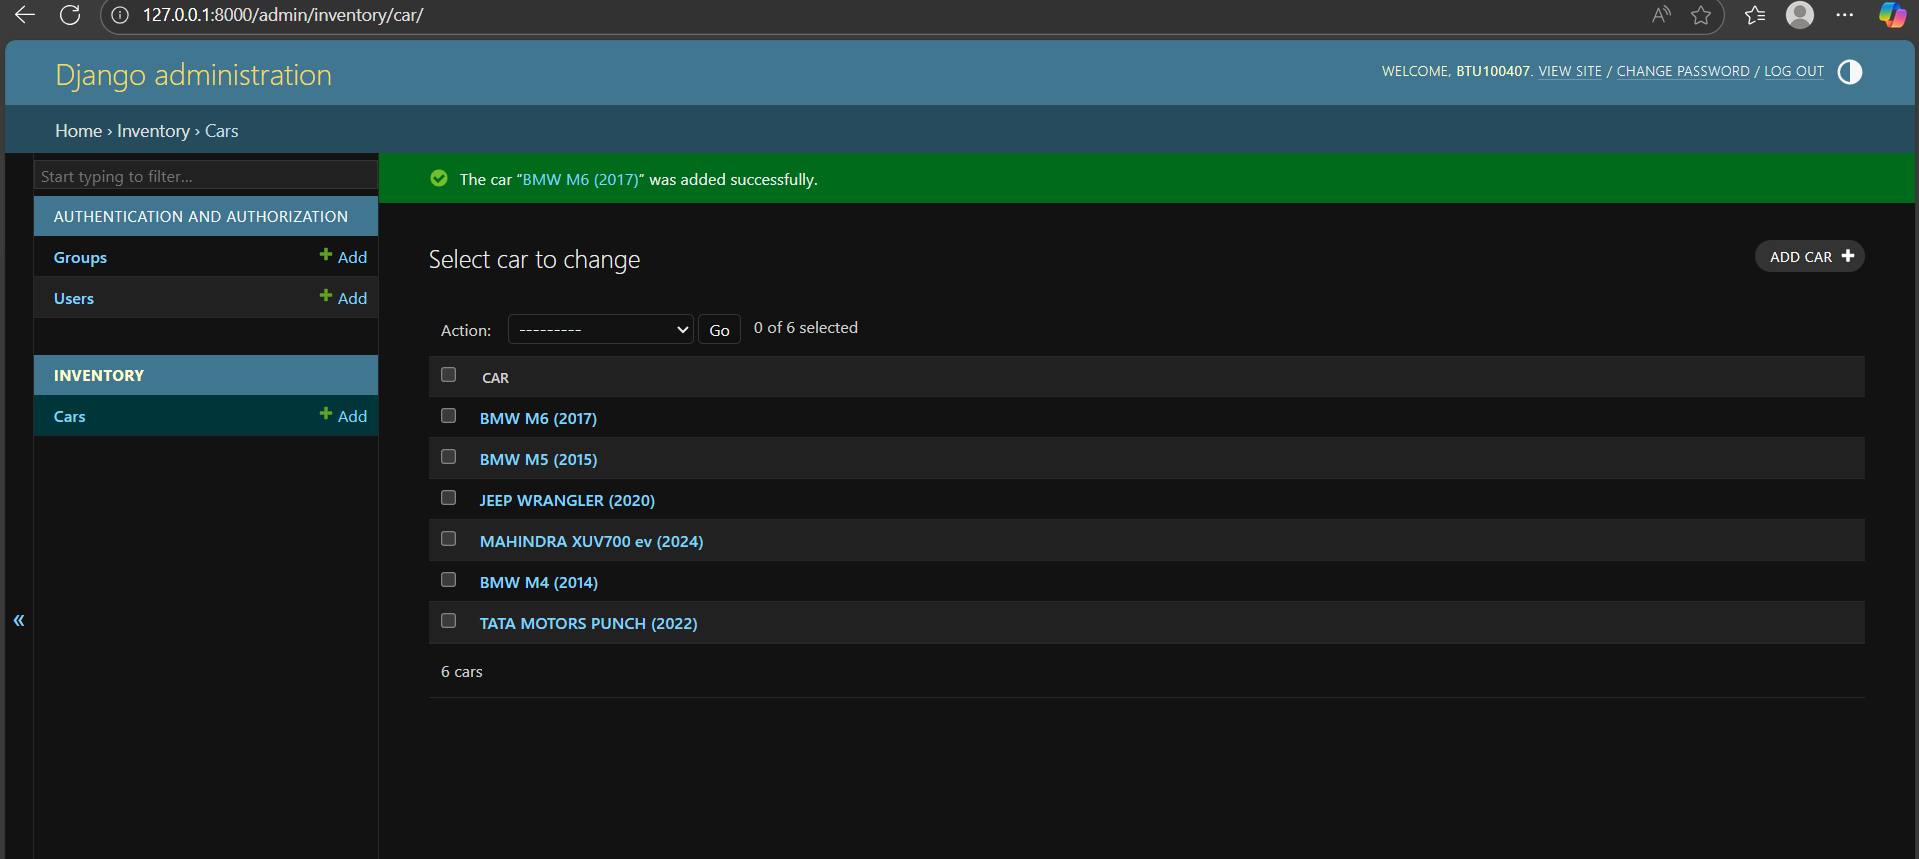 127.0.0.1:8000/admin/inventory/car/
Django administration
WELCOME, BTU100407. VIEW SITE / CHANGE PASSWORD / LOG OUT
Home › Inventory › Cars
Start typing to filter...
The car “BMW M6 (2017)” was added successfully.
AUTHENTICATION AND AUTHORIZATION
Groups + Add
Users + Add
INVENTORY
Cars + Add
«
Select car to change
ADD CAR +
Action: --------- Go 0 of 6 selected
CAR
BMW M6 (2017)
BMW M5 (2015)
JEEP WRANGLER (2020)
MAHINDRA XUV700 ev (2024)
BMW M4 (2014)
TATA MOTORS PUNCH (2022)
6 cars